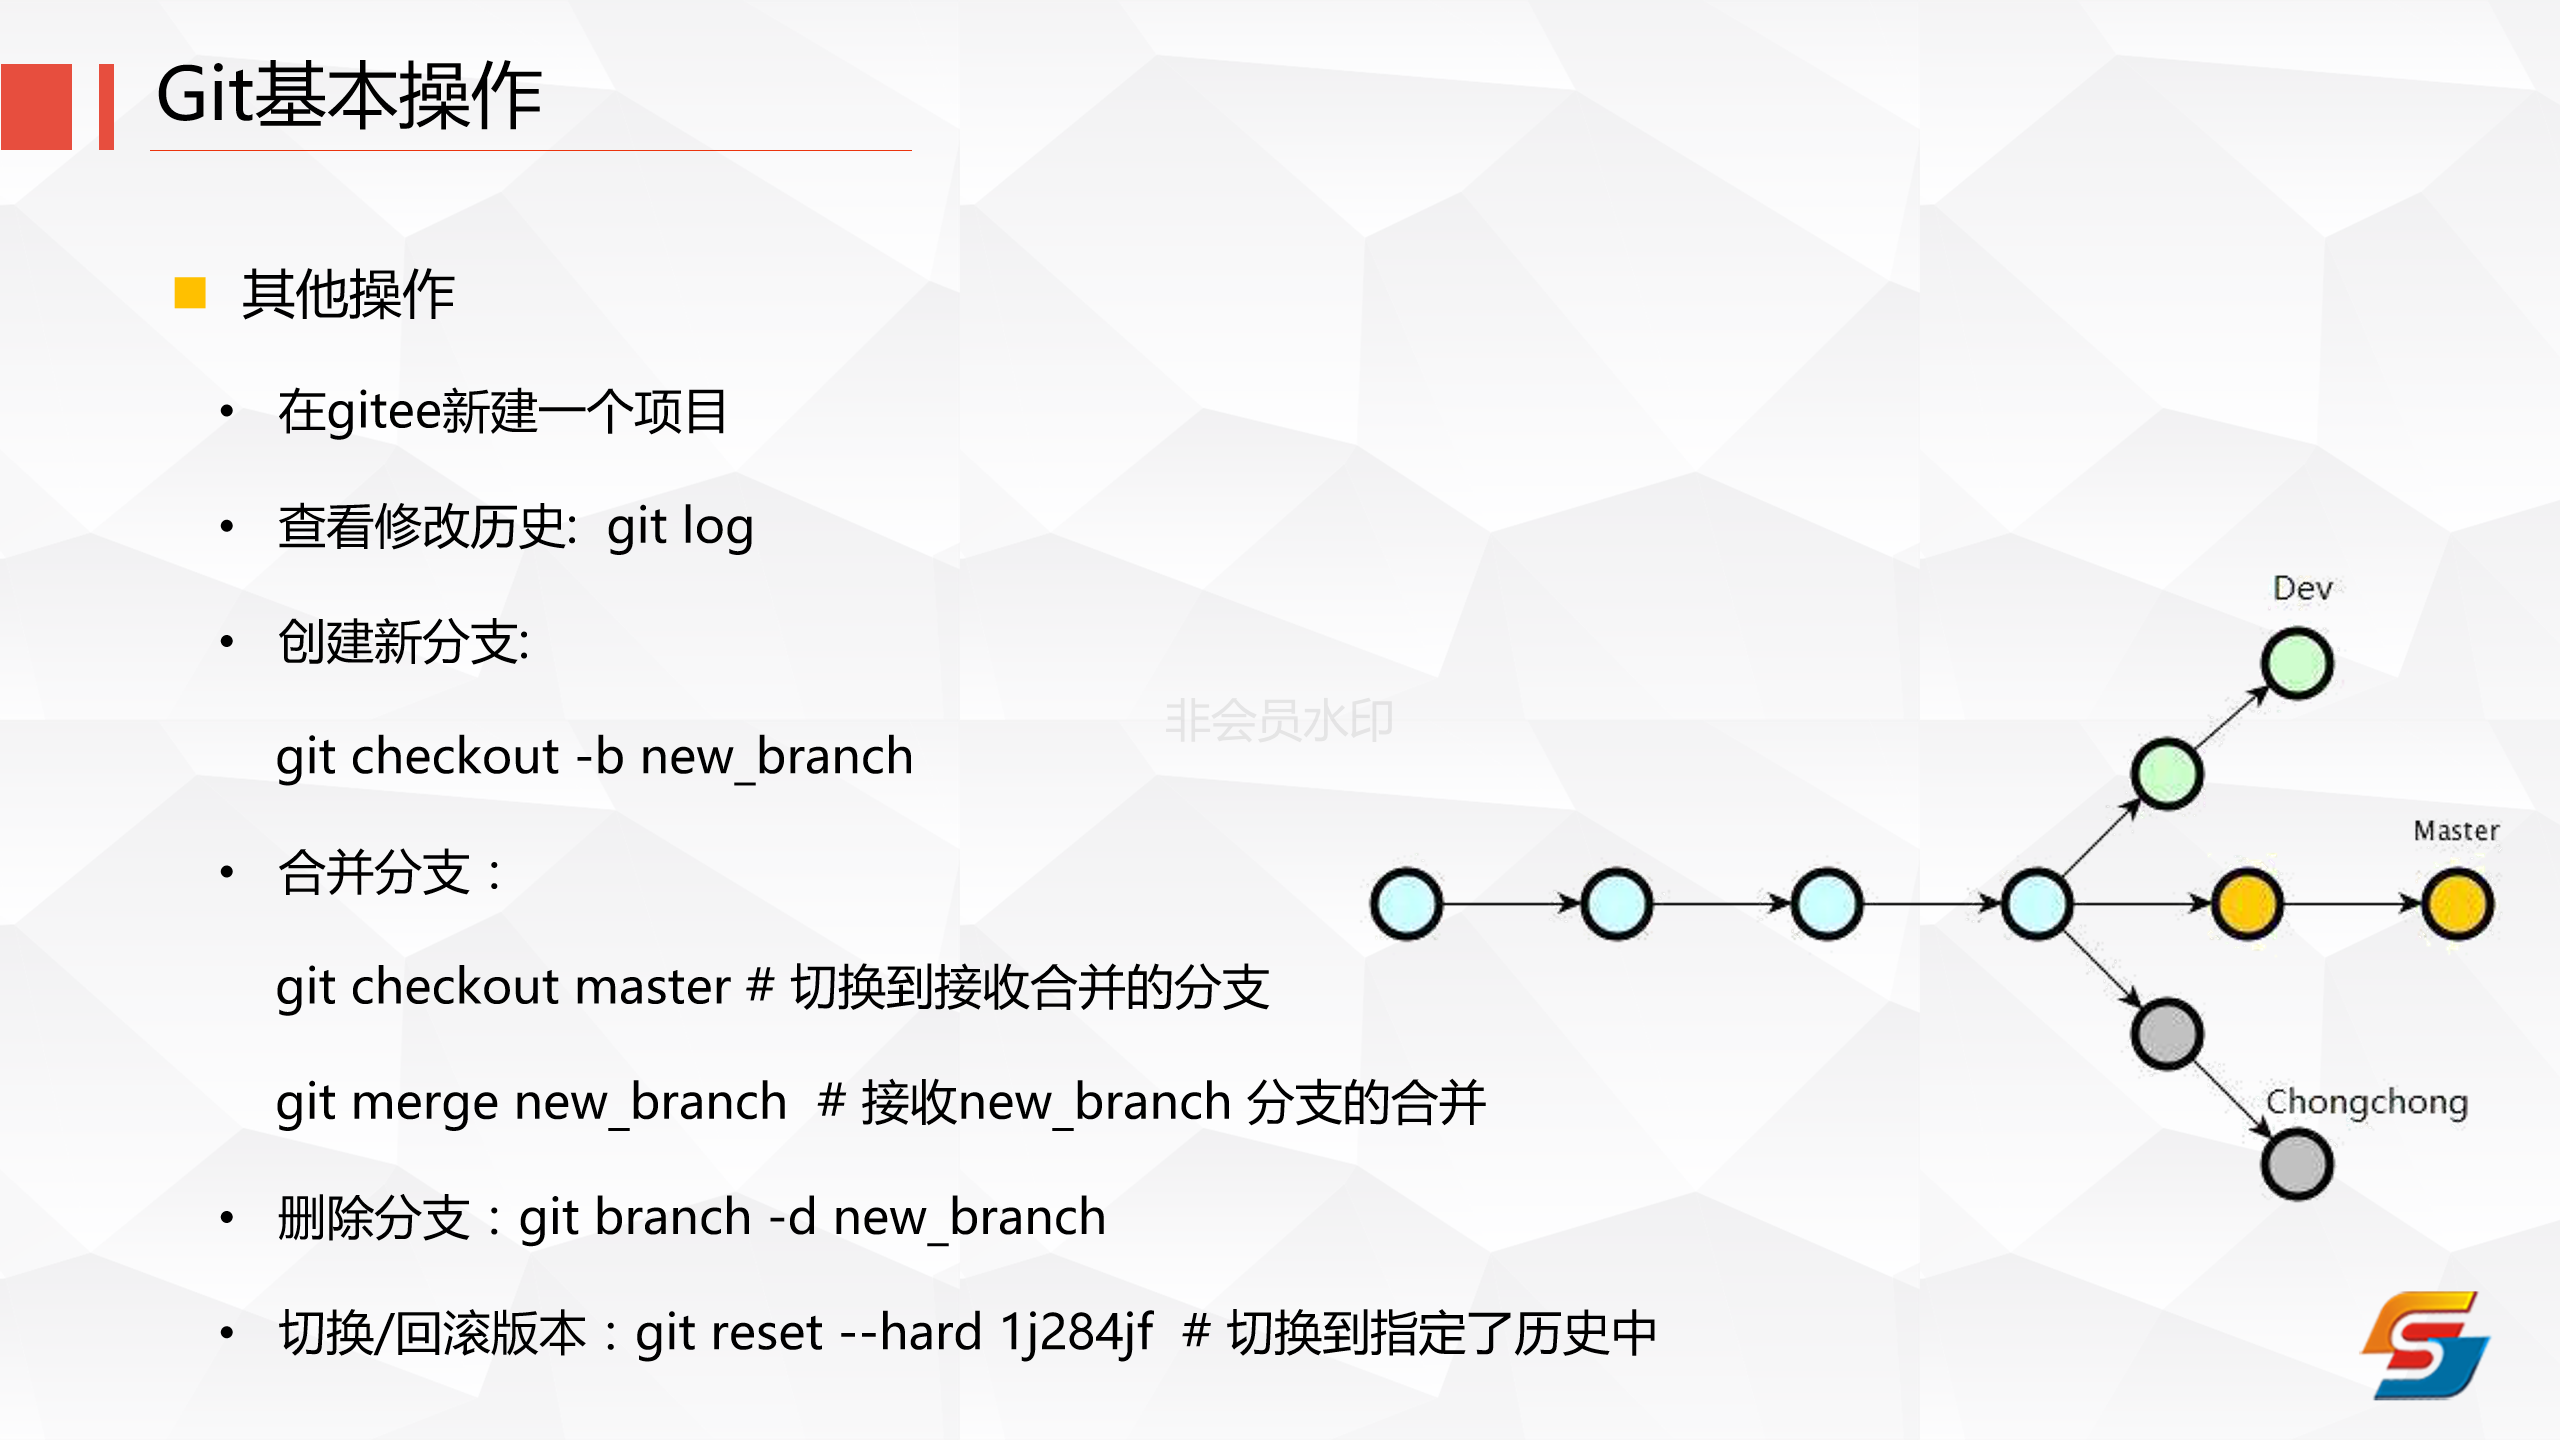 Git基本操作
其他操作
• 在gitee新建一个项目
• 查看修改历史: git log
• 创建新分支:
git checkout -b new_branch
• 合并分支：
git checkout master # 切换到接收合并的分支
git merge new_branch # 接收new_branch 分支的合并
• 删除分支：git branch -d new_branch
• 切换/回滚版本：git reset --hard 1j284jf # 切换到指定了历史中
非会员水印
Dev
Master
Chongchong